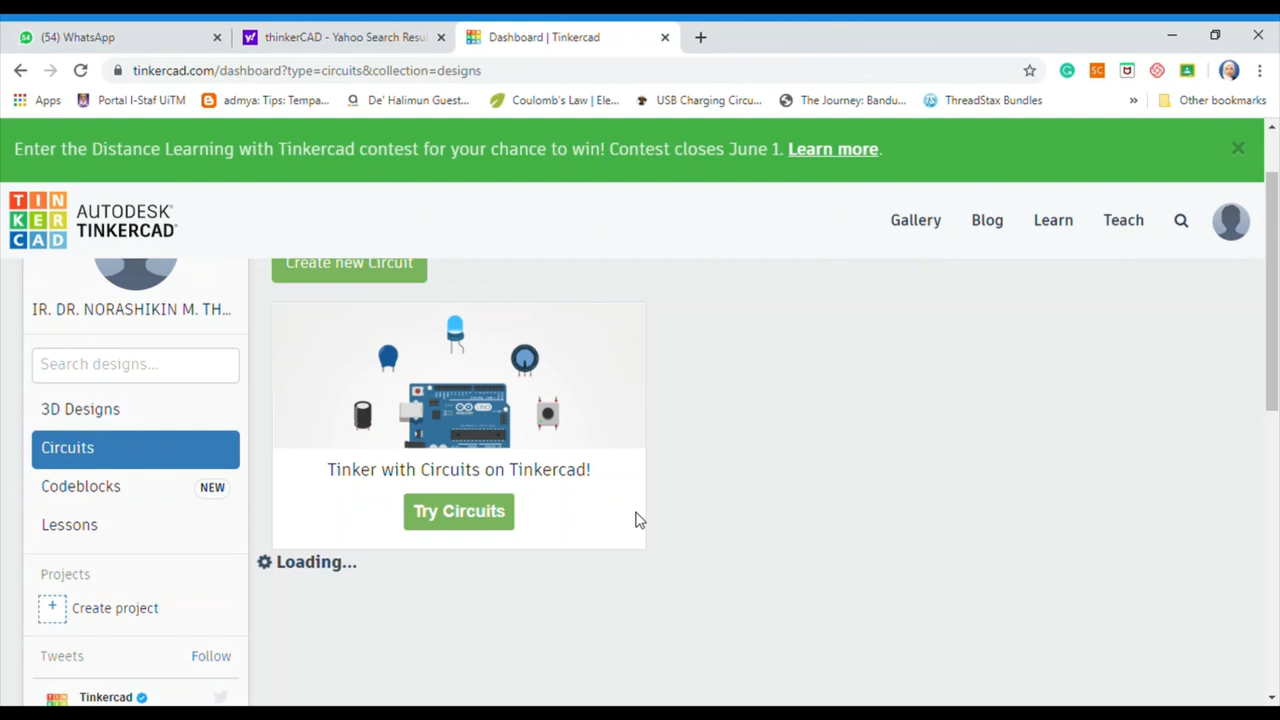 (54) WhatsApp
thinkerCAD - Yahoo Search Resu
Dashboard | Tinkercad
tinkercad.com/dashboard?type=circuits&collection=designs
SC
Apps
Portal I-Staf UiTM
admya: Tips: Tempa...
De' Halimun Guest...
Coulomb's Law | Ele...
USB Charging Circu...
The Journey: Bandu...
ThreadStax Bundles
»
Other bookmarks
Enter the Distance Learning with Tinkercad contest for your chance to win! Contest closes June 1. Learn more.
TIN
KER
CAD
AUTODESK®
TINKERCAD®
Gallery
Blog
Learn
Teach
Create new Circuit
IR. DR. NORASHIKIN M. TH...
Search designs...
3D Designs
Circuits
Codeblocks
NEW
Lessons
Projects
+ Create project
Tweets
Follow
Tinkercad
Tinker with Circuits on Tinkercad!
Try Circuits
Loading...